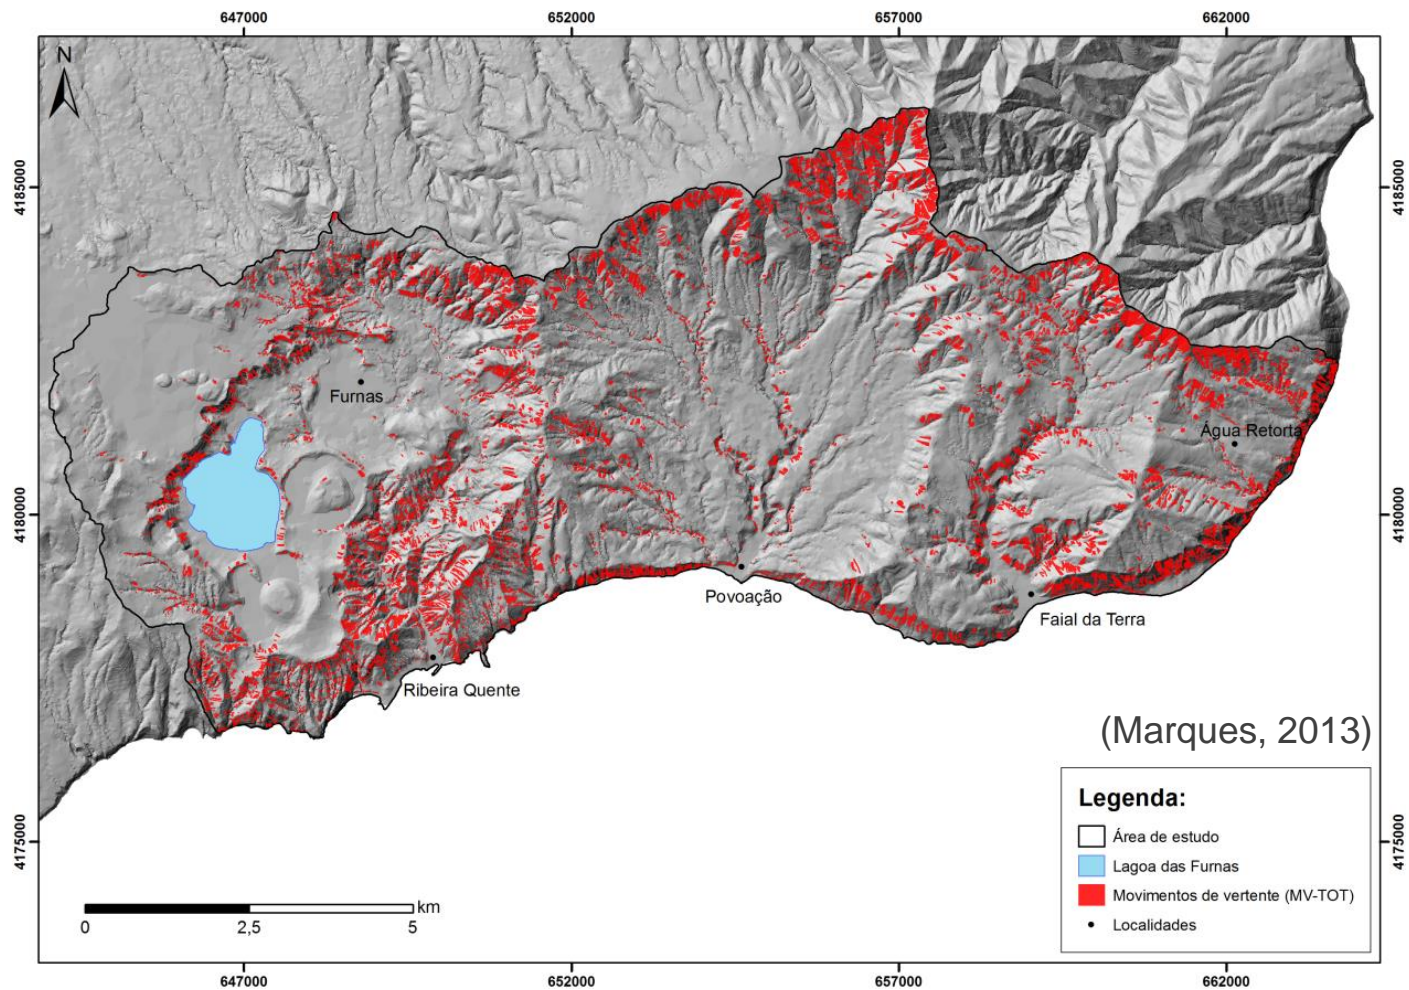 647000
652000
657000
662000
N
4185000
4185000
Furnas
Água Retorta
4180000
4180000
Povoação
Faial da Terra
Ribeira Quente
(Marques, 2013)
Legenda:
Área de estudo
Lagoa das Furnas
Movimentos de vertente (MV-TOT)
Localidades
4175000
4175000
km
0
2,5
5
647000
652000
657000
662000